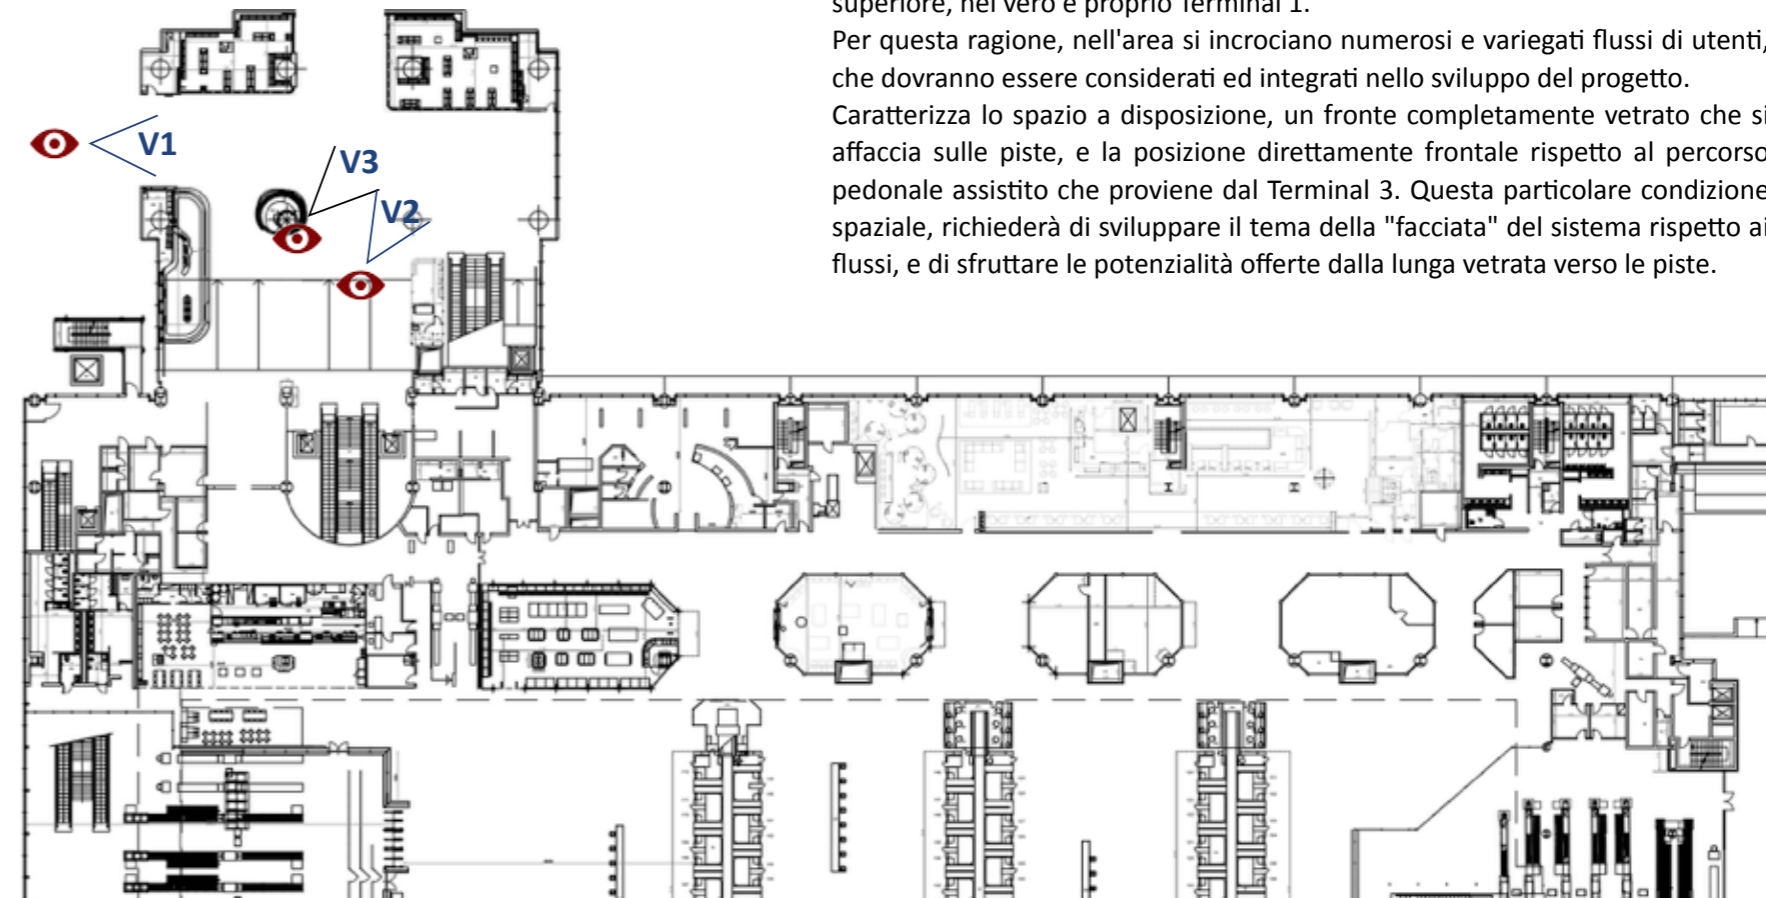 superiore, nel vero e proprio Terminal 1.
Per questa ragione, nell'area si incrociano numerosi e variegati flussi di utenti,
che dovranno essere considerati ed integrati nello sviluppo del progetto.
Caratterizza lo spazio a disposizione, un fronte completamente vetrato che si
affaccia sulle piste, e la posizione direttamente frontale rispetto al percorso
pedonale assistito che proviene dal Terminal 3. Questa particolare condizione
spaziale, richiederà di sviluppare il tema della "facciata" del sistema rispetto ai
flussi, e di sfruttare le potenzialità offerte dalla lunga vetrata verso le piste.
V1
V3
V2